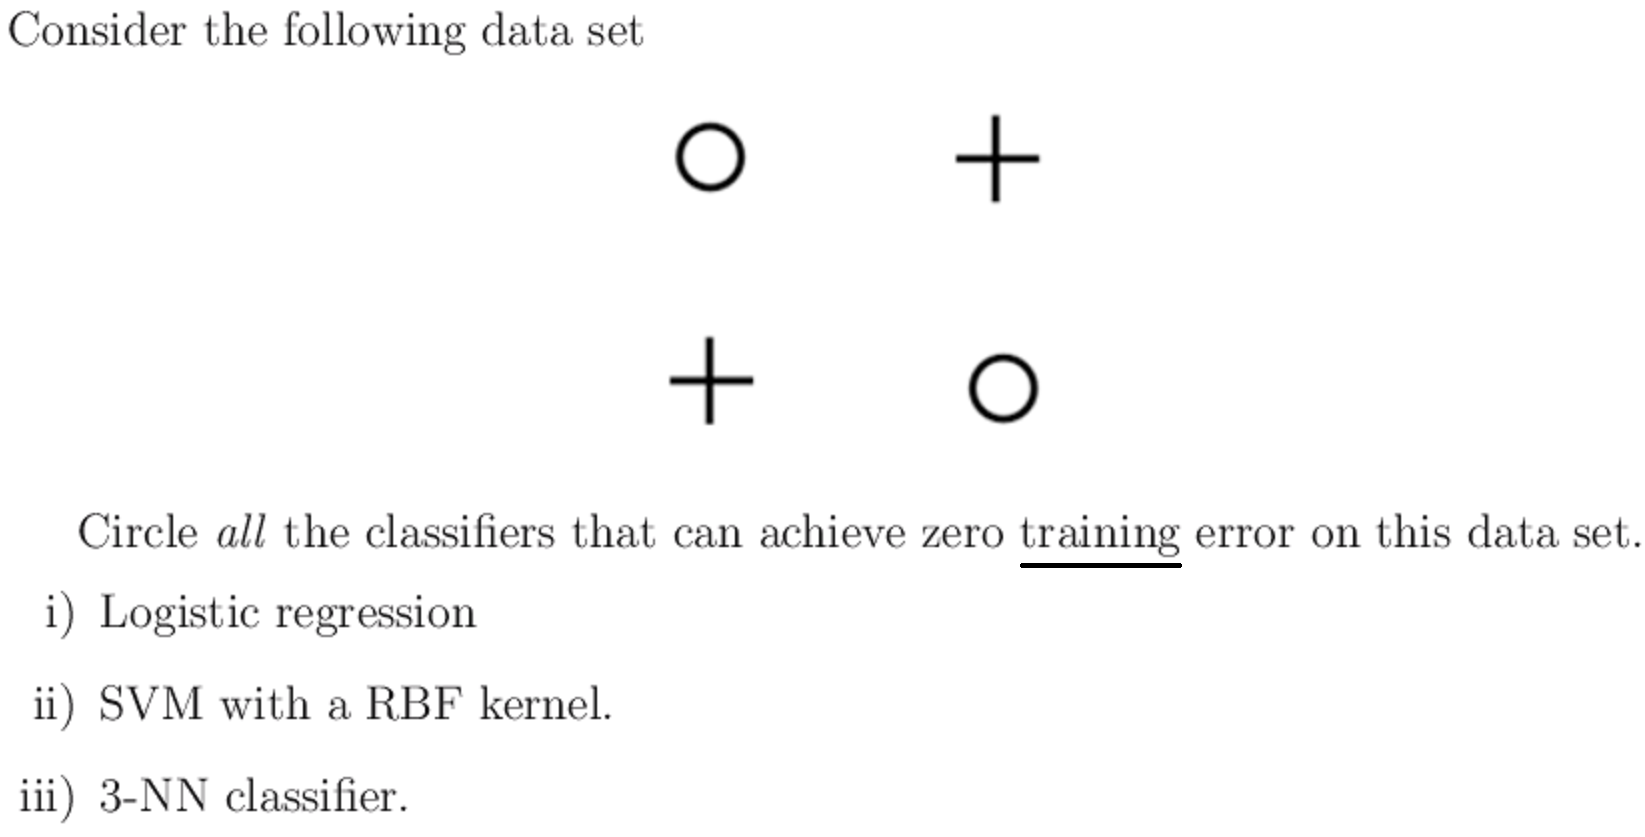 Consider the following data set
Circle all the classifiers that can achieve zero training error on this data set.
i) Logistic regression
ii) SVM with a RBF kernel.
iii) 3-NN classifier.